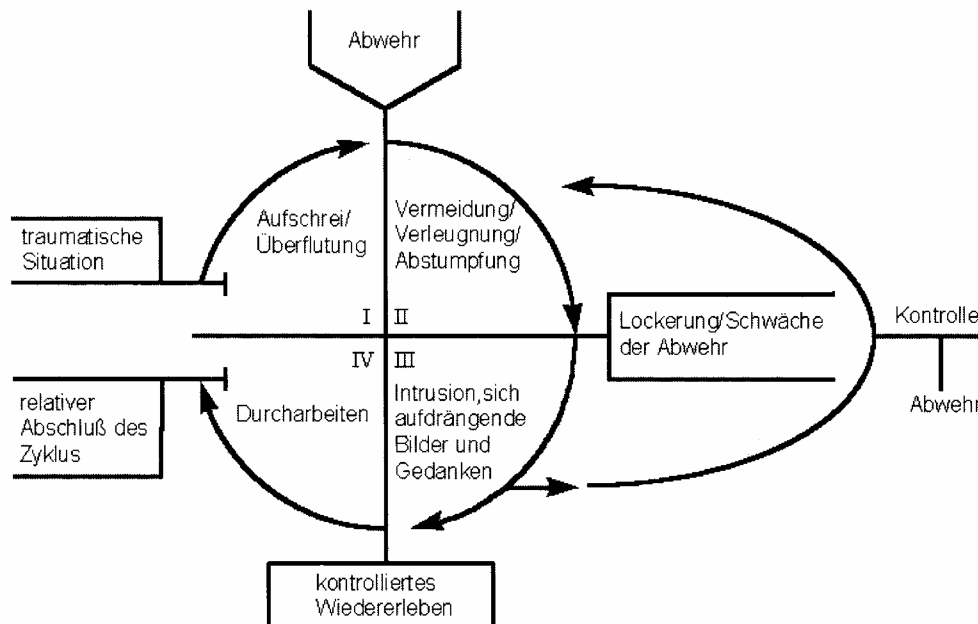 Abwehr
Aufschrei/
Überflutung
Vermeidung/
Verleugnung/
Abstumpfung
traumatische
Situation
I II
Lockerung/Schwäche
der Abwehr
Kontrolle
Abwehr
IV III
relativer
Abschluß des
Zyklus
Durcharbeiten
Intrusion,sich
aufdrängende
Bilder und
Gedanken
kontrolliertes
Wiedererleben